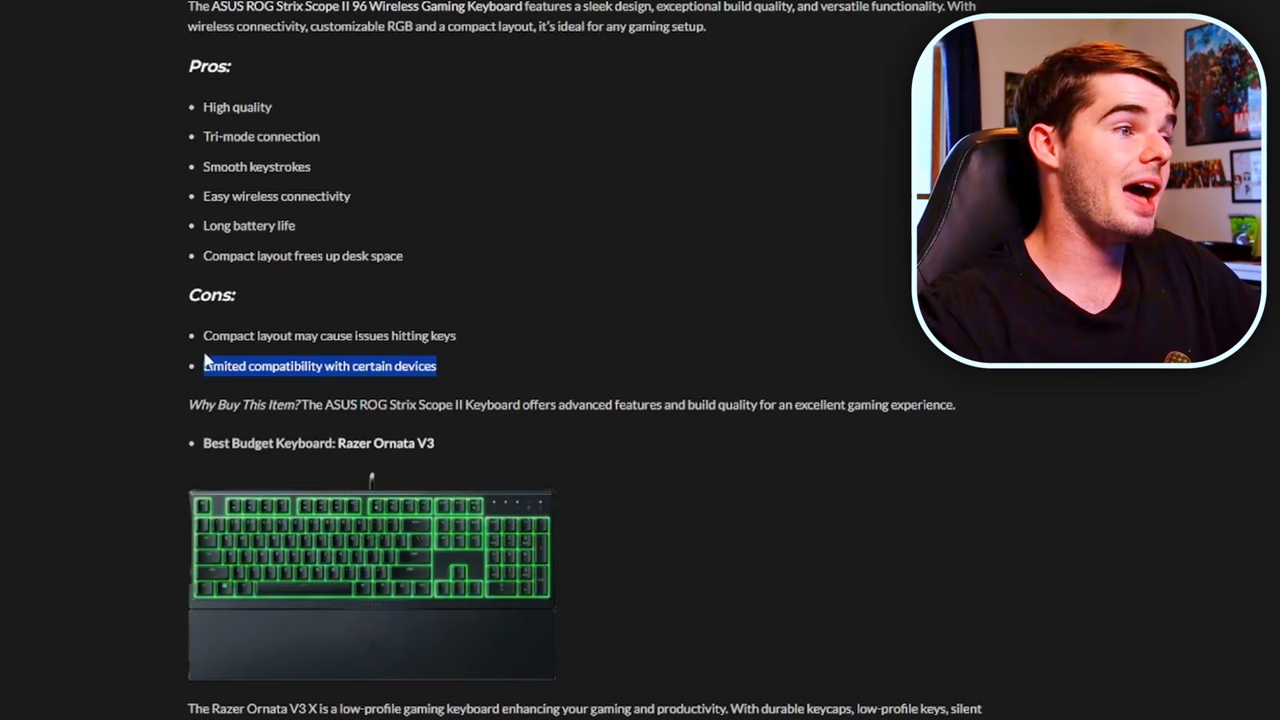 The ASUS ROG Strix Scope II 96 Wireless Gaming Keyboard features a sleek design, exceptional build quality, and versatile functionality. With
wireless connectivity, customizable RGB and a compact layout, it's ideal for any gaming setup.
Pros:
• High quality
• Tri-mode connection
• Smooth keystrokes
• Easy wireless connectivity
• Long battery life
• Compact layout frees up desk space
Cons:
• Compact layout may cause issues hitting keys
• Limited compatibility with certain devices
Why Buy This Item? The ASUS ROG Strix Scope II Keyboard offers advanced features and build quality for an excellent gaming experience.
• Best Budget Keyboard: Razer Ornata V3
The Razer Ornata V3 X is a low-profile gaming keyboard enhancing your gaming and productivity. With durable keycaps, low-profile keys, silent